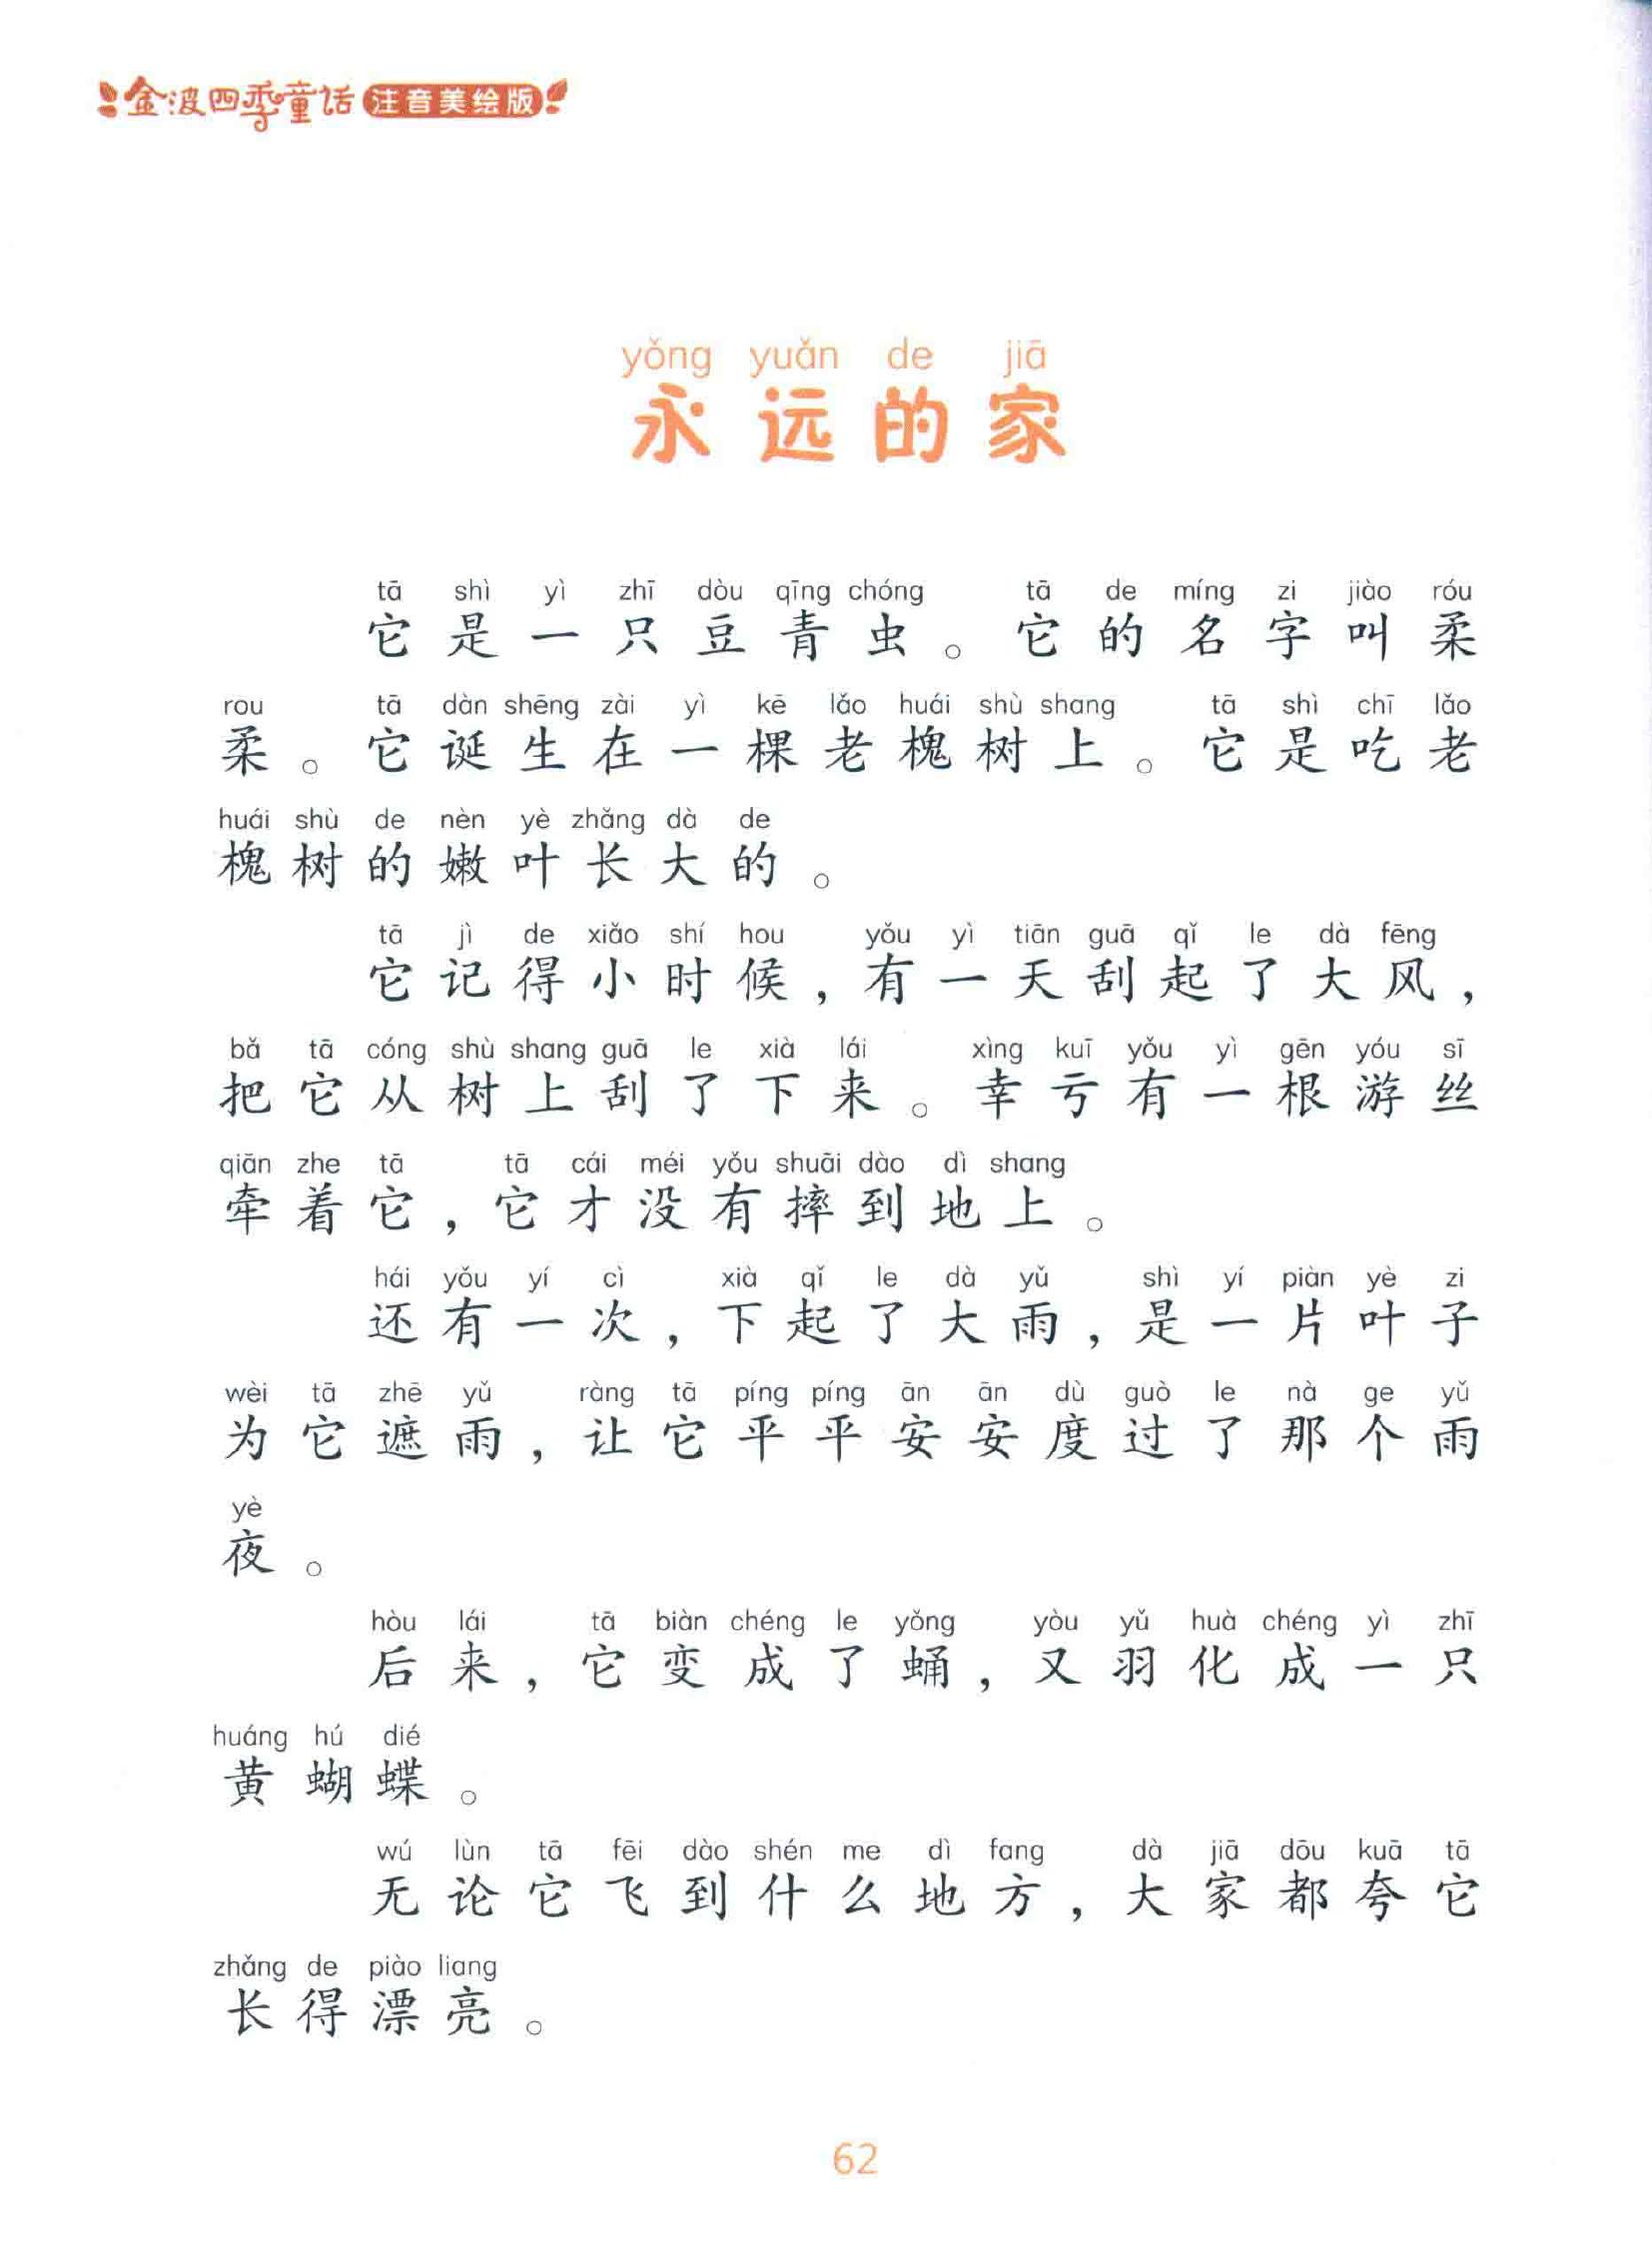 金波四季童话 注音美绘版
yǒng yuǎn de jiā
永远的家
tā shì yì zhī dòu qīng chóng tā de míng zi jiào róu
它是一只豆青虫。它的名字叫柔
rou tā dàn shēng zài yì kē lǎo huái shù shang tā shì chī lǎo
柔。它诞生在一棵老槐树上。它是吃老
huái shù de nèn yè zhǎng dà de
槐树的嫩叶长大的。
tā jì de xiǎo shí hou yǒu yì tiān guā qǐ le dà fēng
它记得小时候，有一天刮起了大风，
bǎ tā cóng shù shang guā le xià lái xìng kuī yǒu yì gēn yóu sī
把它从树上刮了下来。幸亏有一根游丝
qiān zhe tā tā cái méi yǒu shuāi dào dì shang
牵着它，它才没有摔到地上。
hái yǒu yí cì xià qǐ le dà yǔ shì yí piàn yè zi
还有一次，下起了大雨，是一片叶子
wèi tā zhē yǔ ràng tā píng píng ān ān dù guò le nà ge yǔ
为它遮雨，让它平平安安度过了那个雨
yè
夜。
hòu lái tā biàn chéng le yǒng yòu yǔ huà chéng yì zhī
后来，它变成了蛹，又羽化成一只
huáng hú dié
黄蝴蝶。
wú lùn tā fēi dào shén me dì fang dà jiā dōu kuā tā
无论它飞到什么地方，大家都夸它
zhǎng de piào liang
长得漂亮。
62